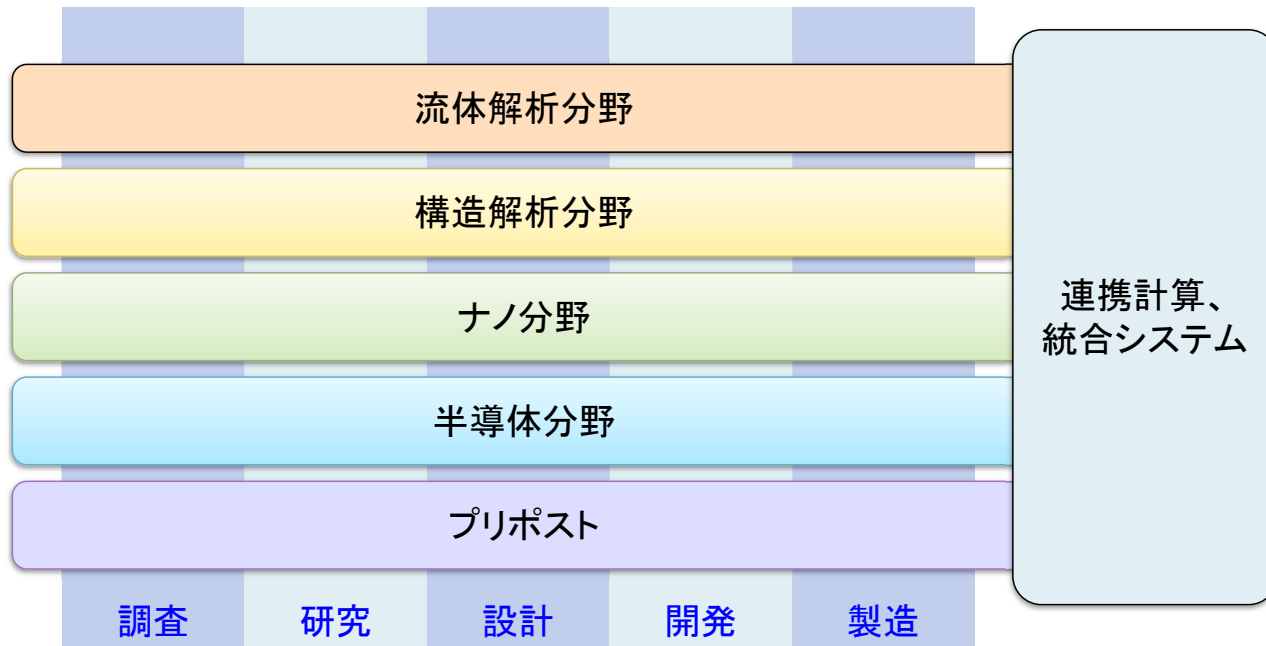 流体解析分野
構造解析分野
ナノ分野
半導体分野
プリポスト
連携計算、
統合システム
調査
研究
設計
開発
製造